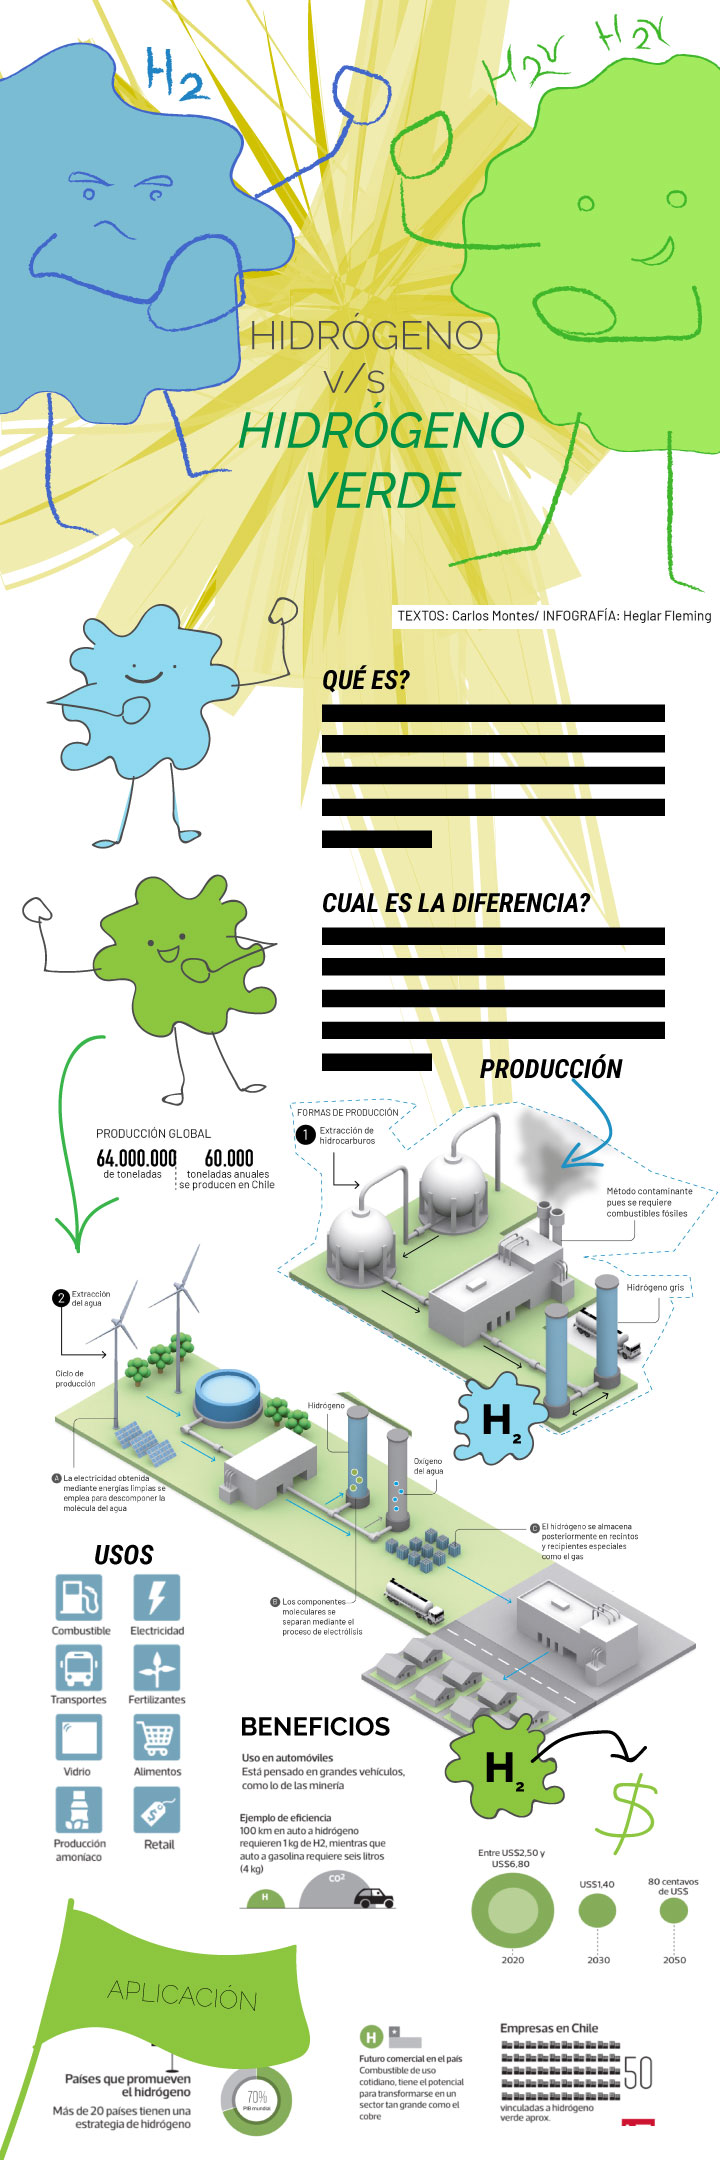 H2
H2V H2V
HIDRÓGENO
V/S
HIDRÓGENO
VERDE
TEXTOS: Carlos Montes/ INFOGRAFÍA: Heglar Fleming
QUÉ ES?
CUAL ES LA DIFERENCIA?
PRODUCCIÓN
FORMAS DE PRODUCCIÓN
1 Extracción de
hidrocarburos
PRODUCCIÓN GLOBAL
64.000.000
de toneladas
60.000
toneladas anuales
se producen en Chile
Método contaminante
pues se requiere
combustibles fósiles
Hidrógeno gris
2 Extracción
del agua
Ciclo de
producción
H2
Hidrógeno
Oxígeno
del agua
A La electricidad obtenida
mediante energías limpias se
emplea para descomponer la
molécula del agua
C El hidrógeno se almacena
posteriormente en recintos
y recipientes especiales
como el gas
B Los componentes
moleculares se
separan mediante el
proceso de electrólisis
USOS
Combustible
Electricidad
Transportes
Fertilizantes
Vidrio
Alimentos
Producción
amoníaco
Retail
BENEFICIOS
Uso en automóviles
Está pensado en grandes vehículos,
como lo de las minería
Ejemplo de eficiencia
100 km en auto a hidrógeno
requieren 1 kg de H2, mientras que
auto a gasolina requiere seis litros
(4 kg)
H
CO2
H2
$
Entre US$2,50 y
US$6,80
US$1,40
80 centavos
de US$
2020
2030
2050
APLICACIÓN
Países que promueven
el hidrógeno
Más de 20 países tienen una
estrategia de hidrógeno
70%
PIB mundial
H
Futuro comercial en el país
Combustible de uso
cotidiano, tiene el potencial
para transformarse en un
sector tan grande como el
cobre
Empresas en Chile
50
vinculadas a hidrógeno
verde aprox.